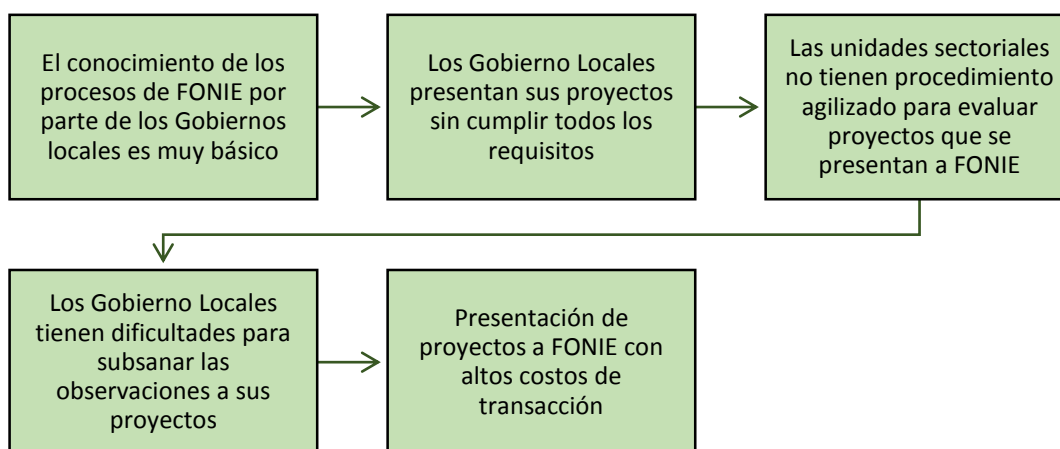 El conocimiento de los
procesos de FONIE por
parte de los Gobiernos
locales es muy básico
Los Gobierno Locales
presentan sus proyectos
sin cumplir todos los
requisitos
Las unidades sectoriales
no tienen procedimiento
agilizado para evaluar
proyectos que se
presentan a FONIE
Los Gobierno Locales
tienen dificultades para
subsanar las
observaciones a sus
proyectos
Presentación de
proyectos a FONIE con
altos costos de
transacción